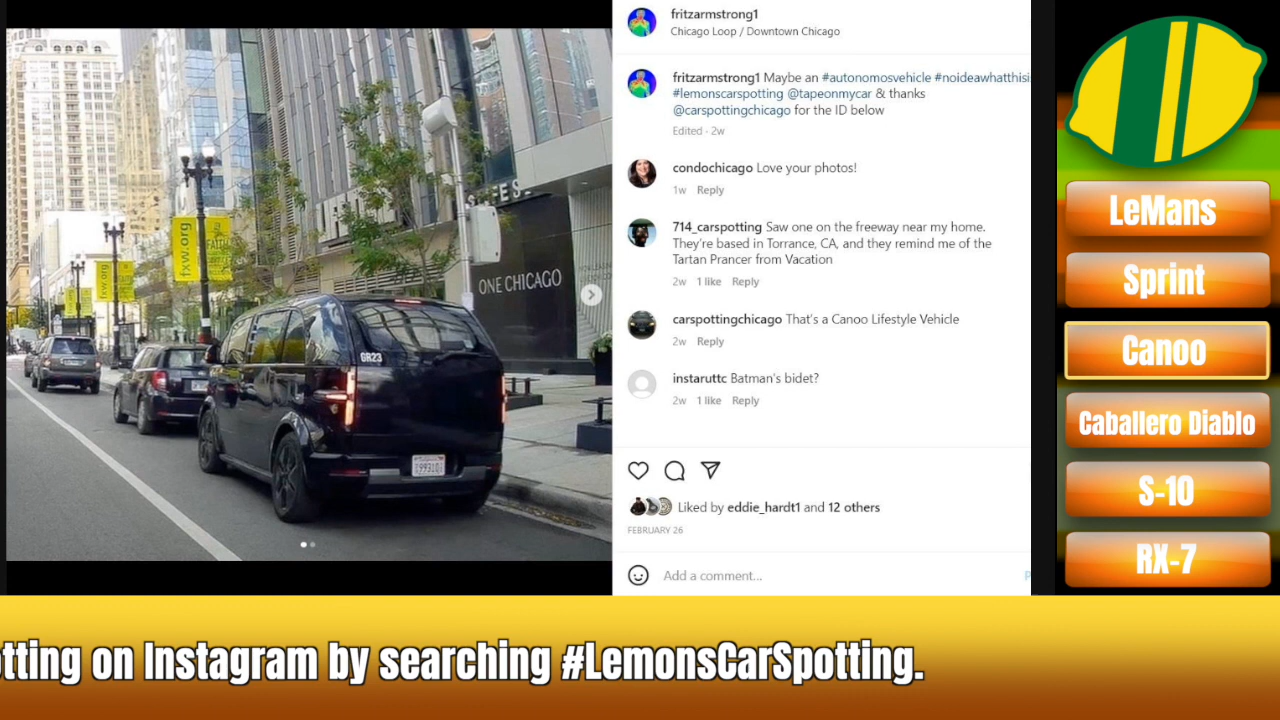 fritzarmstrong1
Chicago Loop / Downtown Chicago
fritzarmstrong1 Maybe an #autonomosvehicle #noideawhatthisi
#lemonscarspotting @tapeonmycar & thanks
@carspottingchicago for the ID below
Edited · 2w
condochicago Love your photos!
1w Reply
714_carspotting Saw one on the freeway near my home.
They're based in Torrance, CA, and they remind me of the
Tartan Prancer from Vacation
2w 1 like Reply
carspottingchicago That's a Canoo Lifestyle Vehicle
2w Reply
instaruttc Batman's bidet?
2w 1 like Reply
Liked by eddie_hardt1 and 12 others
FEBRUARY 26
Add a comment...
fxw.org
FAITH
fxw.org
ONE CHICAGO
GR23
LeMans
Sprint
Canoo
Caballero Diablo
S-10
RX-7
tting on Instagram by searching #LemonsCarSpotting.